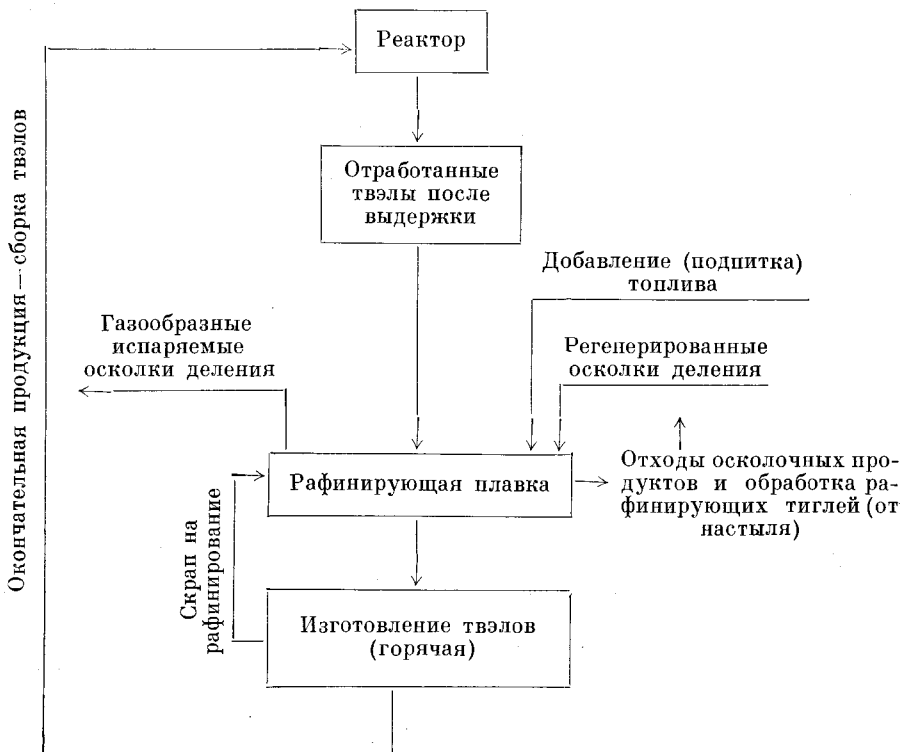 Реактор
Отработанные
твэлы после
выдержки
Окончательная продукция — сборка твэлов
Добавление (подпитка)
топлива
Газообразные
испаряемые
осколки деления
Регенерированные
осколки деления
Рафинирующая плавка
Отходы осколочных про-
дуктов и обработка ра-
финирующих тиглей (от
настыля)
Скрап на
рафинирование
Изготовление твэлов
(горячая)